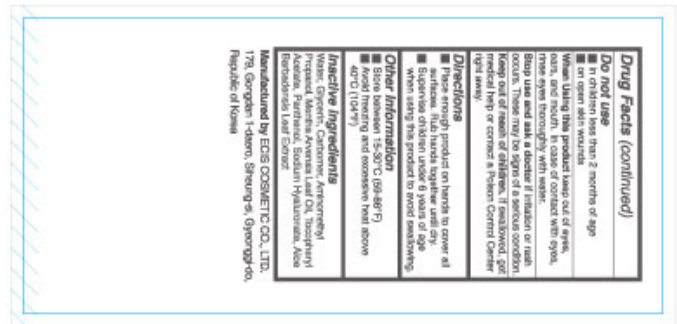 Drug Facts (continued)
Do not use
■ in children less than 2 months of age
■ on open skin wounds
When Using this product keep out of eyes,
ears, and mouth. In case of contact with eyes,
rinse eyes thoroughly with water.
Stop use and ask a doctor if irritation or rash
occurs. These may be signs of a serious condition
Keep out of reach of children. If swallowed, get
medical help or contact a Poison Control Center
right away.
Directions
■ Place enough product on hands to cover all
surfaces. Rub hands together until dry.
■ Supervise children under 6 years of age
when using this product to avoid swallowing.
Other Information
■ Store between 15-30°C (59-86°F)
■ Avoid freezing and excessive heat above
40°C (104°F)
Inactive Ingredients
Water, Glycerin, Carbomer, Aminomethyl
Propanol, Mentha Arvensis Leaf Oil, Tocopheryl
Acetate, Panthenol, Sodium Hyaluronate, Aloe
Barbadensis Leaf Extract
Manufactured by ECIS COSMETIC CO., LTD.
179, Gongdan 1-daero, Siheung-si, Gyeonggi-do,
Republic of Korea